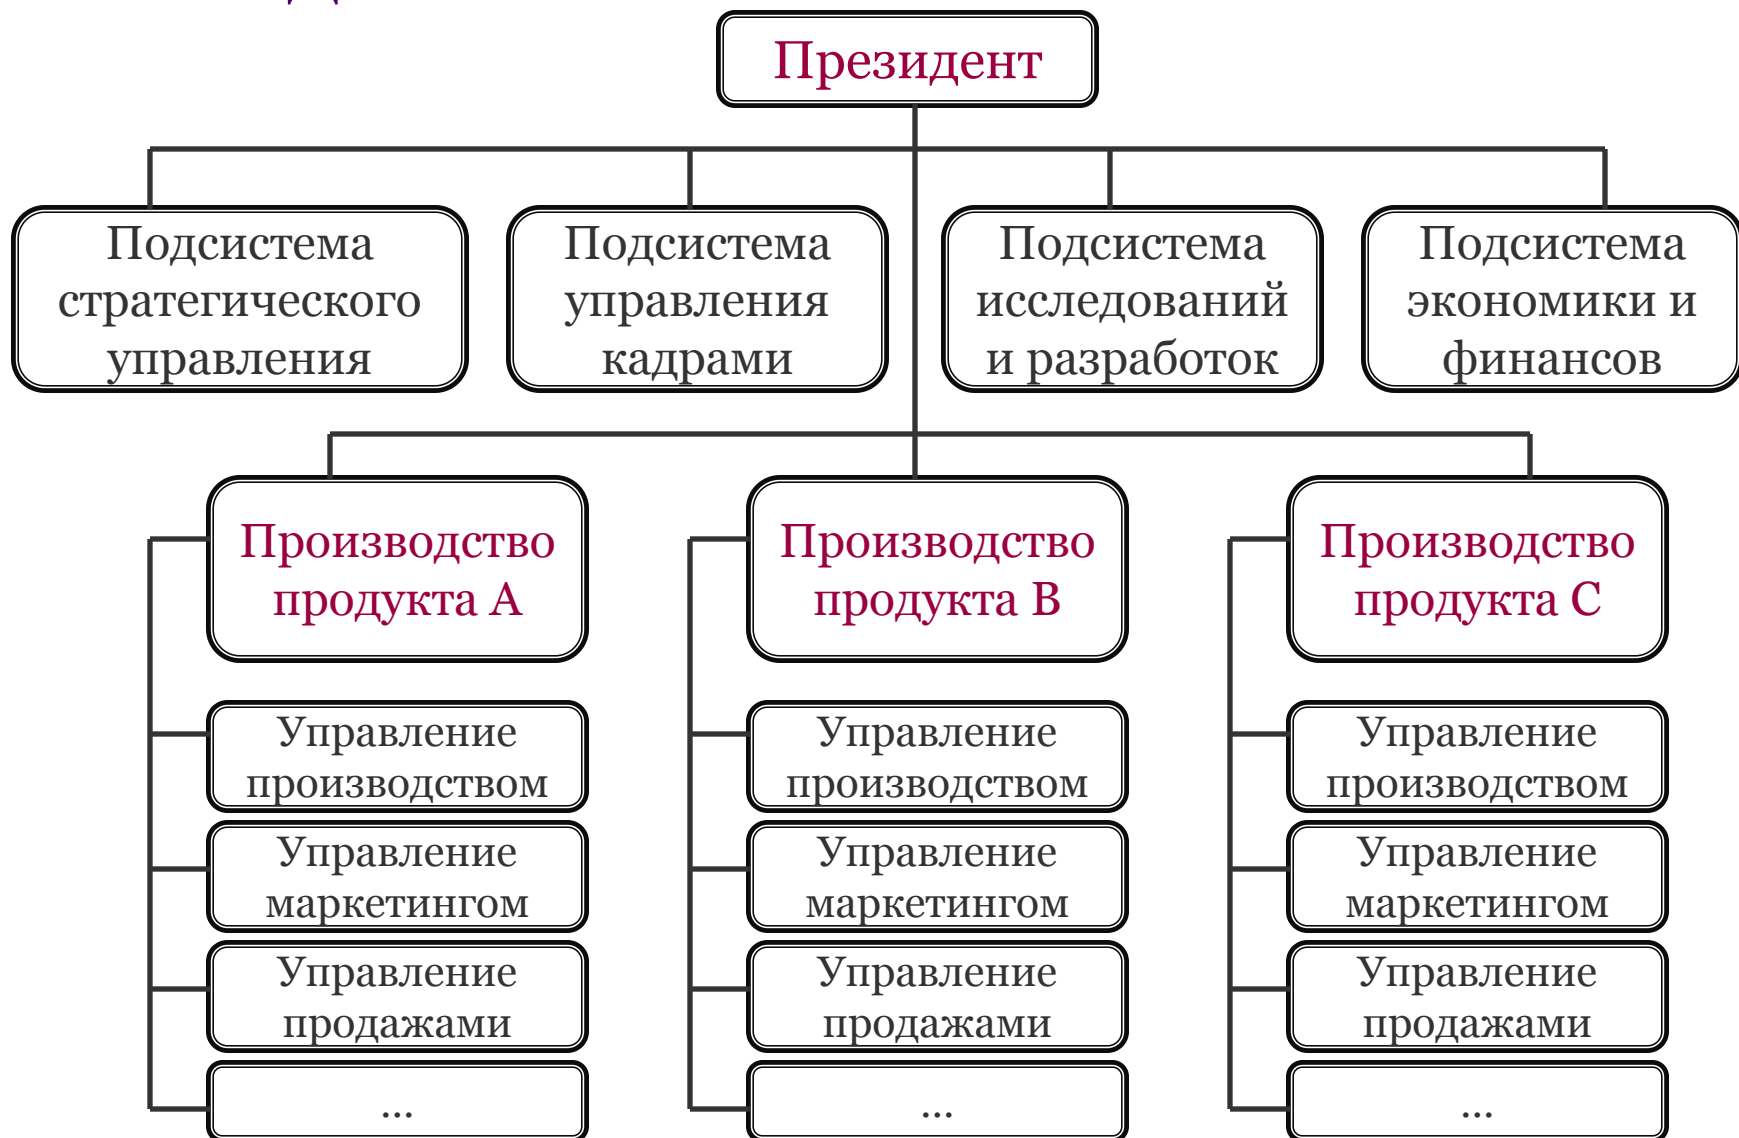 Президент
Подсистема
стратегического
управления
Подсистема
управления
кадрами
Подсистема
исследований
и разработок
Подсистема
экономики и
финансов
Производство
продукта А
Производство
продукта В
Производство
продукта С
Управление
производством
Управление
маркетингом
Управление
продажами
...
Управление
производством
Управление
маркетингом
Управление
продажами
...
Управление
производством
Управление
маркетингом
Управление
продажами
...